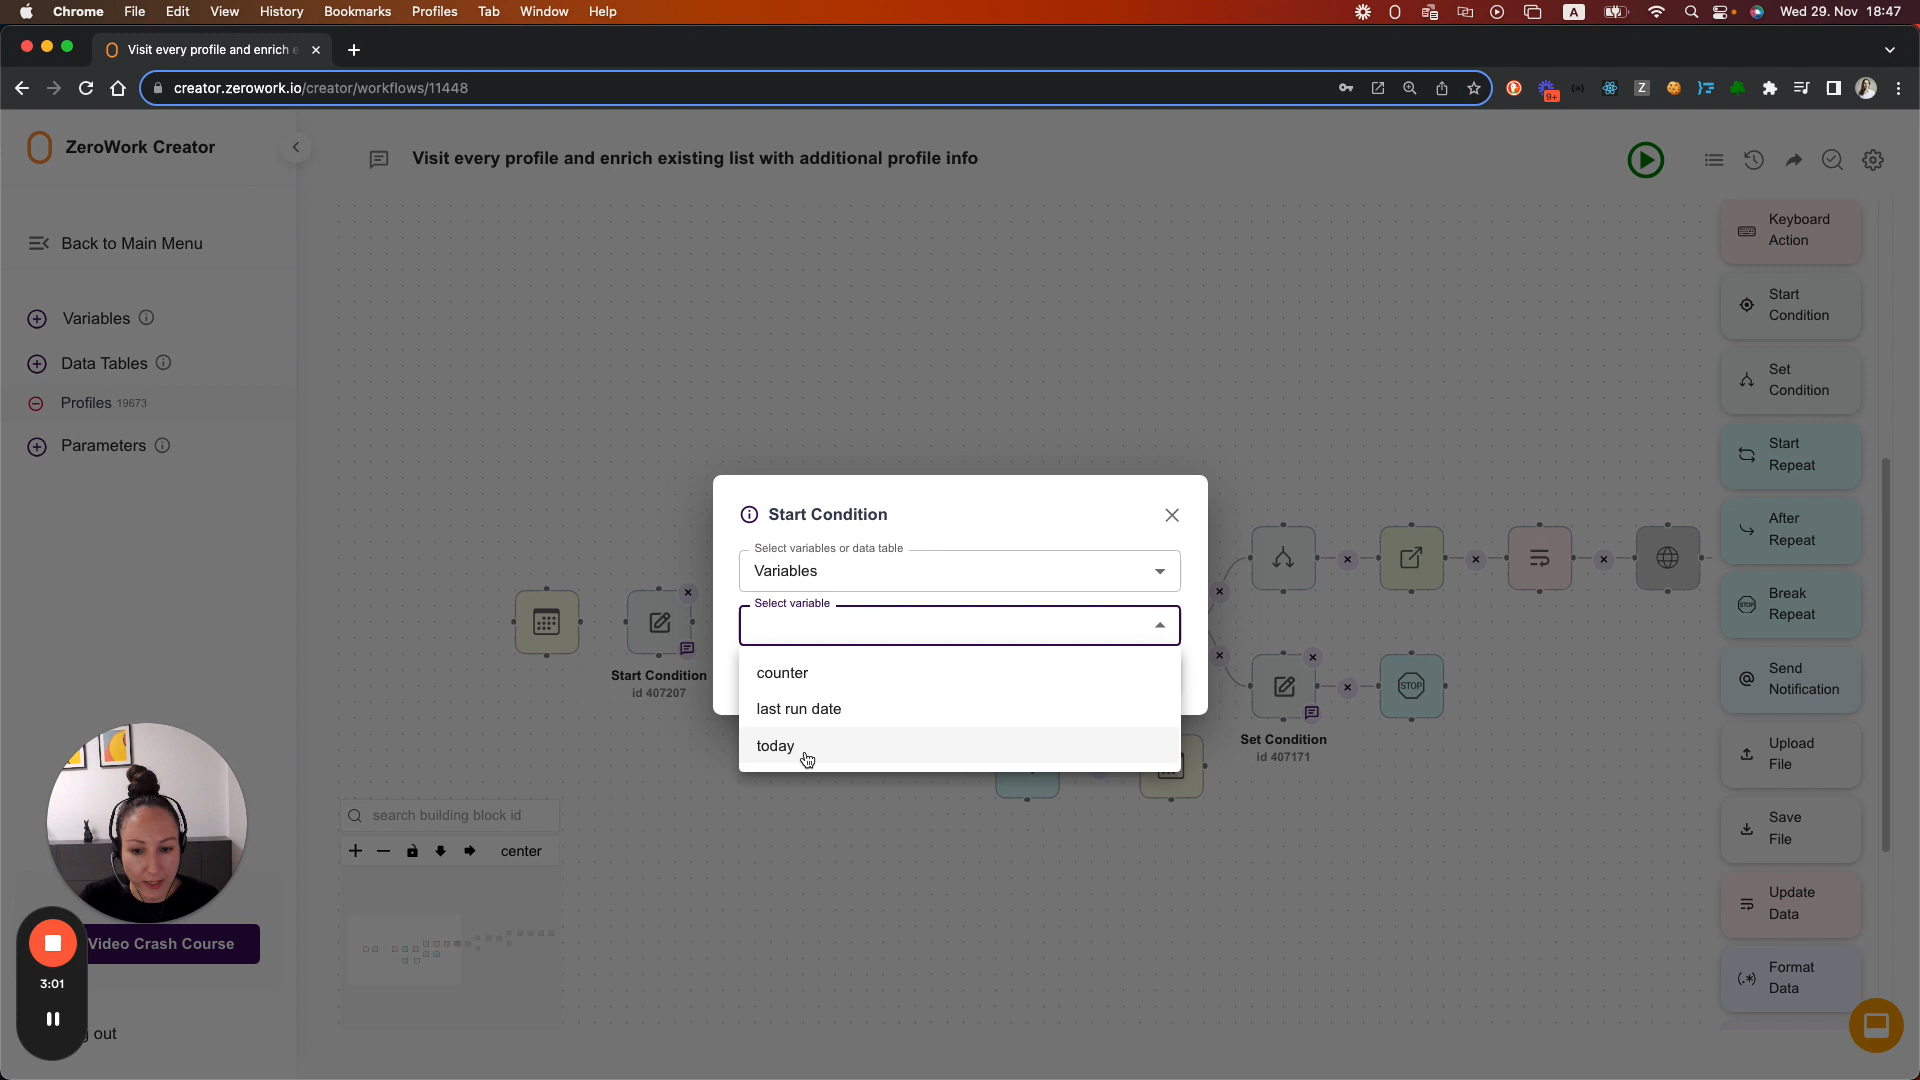 Chrome File Edit View History Bookmarks Profiles Tab Window Help
A
Wed 29. Nov 18:47
Visit every profile and enrich e
creator.zerowork.io/creator/workflows/11448
9+
Z
ZeroWork Creator
Visit every profile and enrich existing list with additional profile info
Back to Main Menu
Variables
Data Tables
Profiles 19673
Parameters
Start Condition
Select variables or data table
Variables
Select variable
counter
last run date
today
Start Condition
id 407207
Set Condition
id 407171
STOP
search building block id
center
Video Crash Course
3:01
out
Keyboard
Action
Start
Condition
Set
Condition
Start
Repeat
After
Repeat
STOP
Break
Repeat
Send
Notification
Upload
File
Save
File
Update
Data
Format
Data